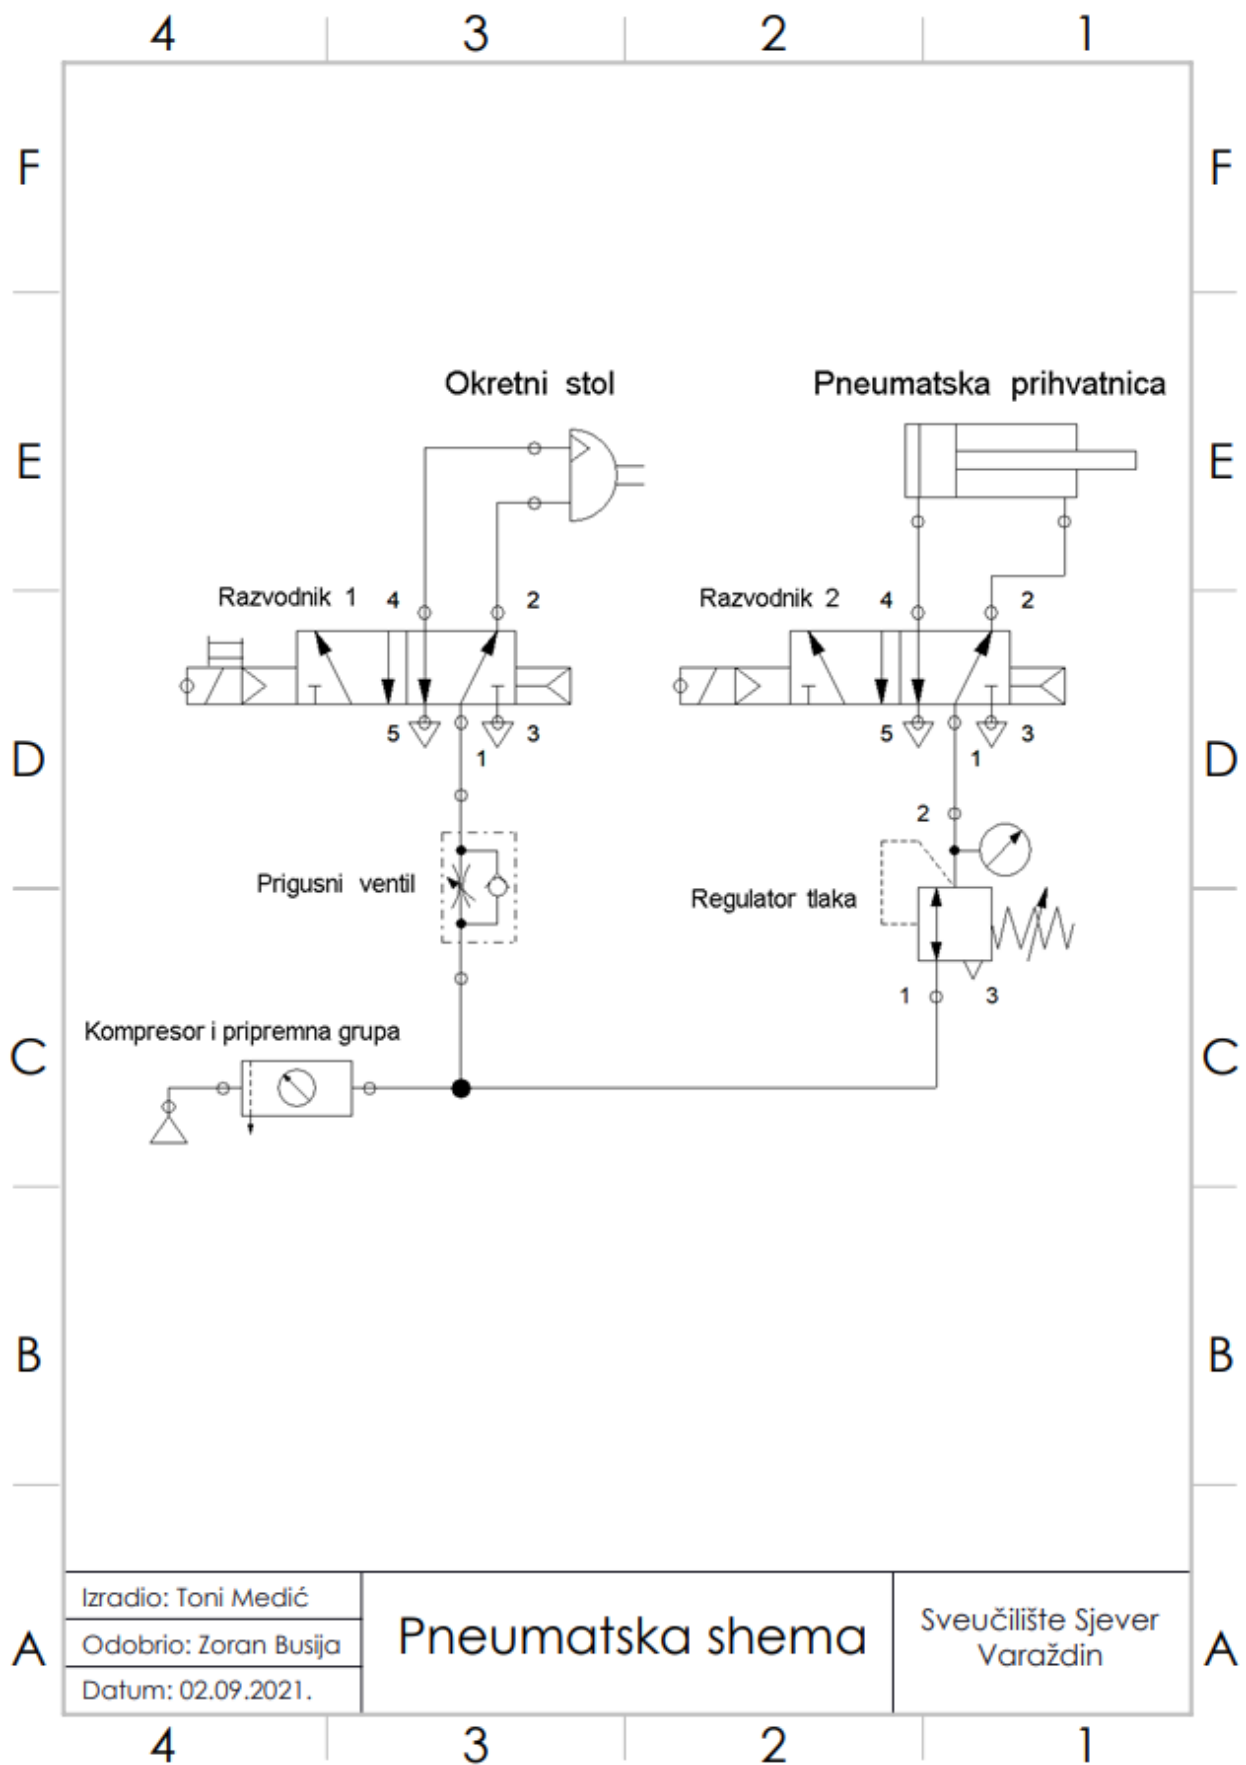 4 3 2 1
F F
Okretni stol
Pneumatska prihvatnica
E E
Razvodnik 1 4 2
Razvodnik 2 4 2
5 1 3
5 1 3
D D
2
Prigusni ventil
Regulator tlaka
1 3
Kompresor i pripremna grupa
C C
B B
Izradio: Toni Medić
Odobrio: Zoran Busija
Datum: 02.09.2021.
Pneumatska shema
Sveučilište Sjever
Varaždin
A A
4 3 2 1